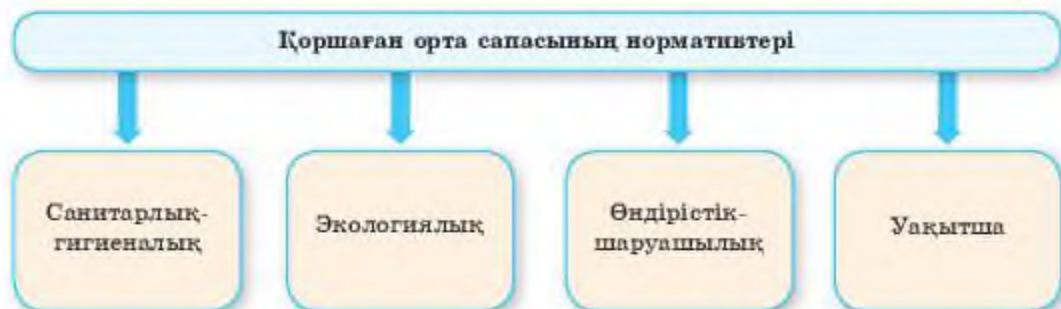 Қоршаған орта сапасының нормативтері
Санитарлық-
гигиеналық
Экологиялық
Өндірістік-
шаруашылық
Уақытша